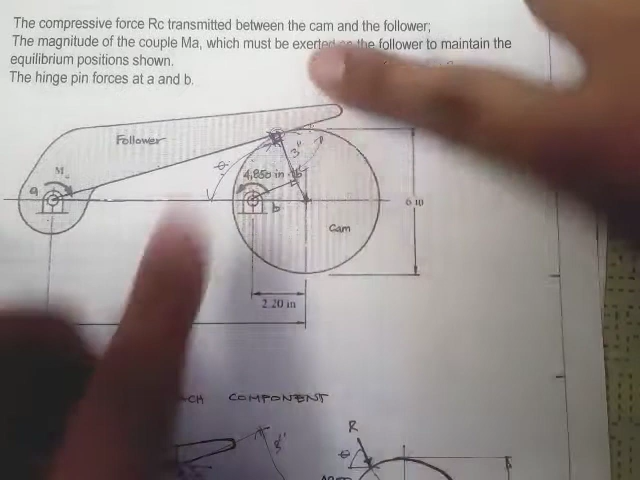 The compressive force Rc transmitted between the cam and the follower;
The magnitude of the couple Ma, which must be exerted on the follower to maintain the
equilibrium positions shown.
The hinge pin forces at a and b.
Follower
3"
M
θ
4,850 in
a
b
Cam
2.20 in
COMPONENT
R
θ